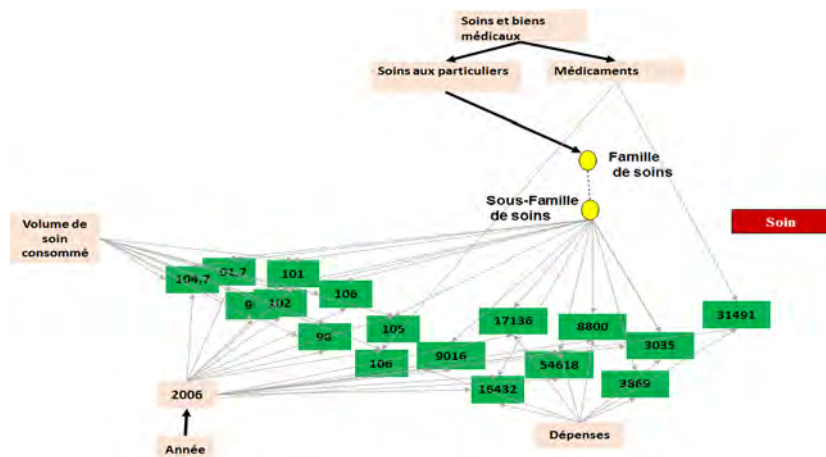 Soins et biens
médicaux
Soins aux particuliers
Médicaments
Famille
de soins
Sous-Famille
de soins
Soin
Volume de
soin
consommé
104,7
101
106
102
98
105
106
9016
17136
8800
31491
3035
54618
16432
3869
2006
Dépenses
Année